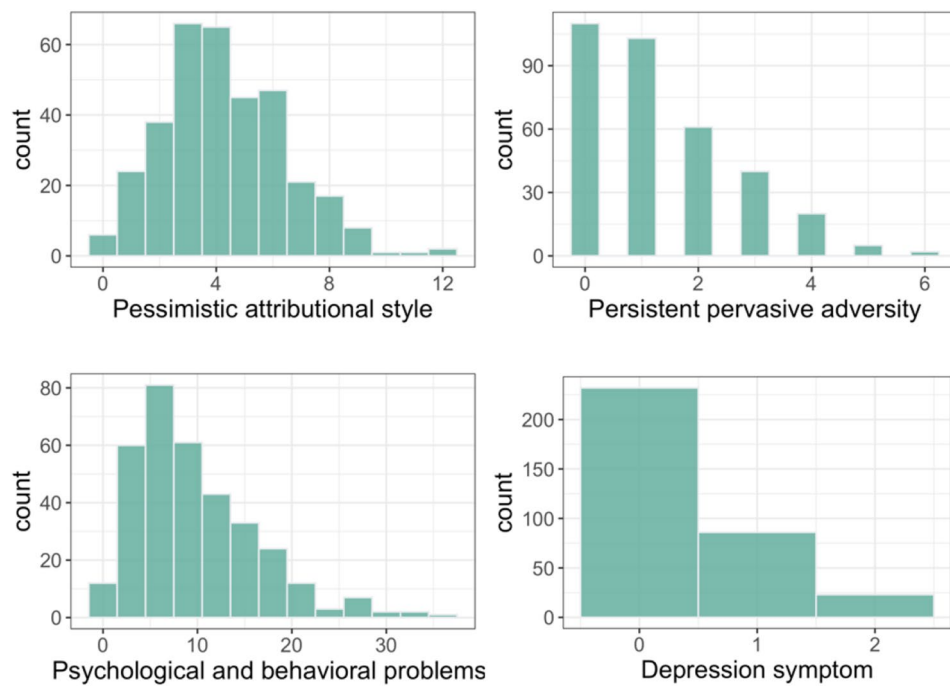 60
40
20
0
count
0 4 8 12
Pessimistic attributional style
90
60
30
0
count
0 2 4 6
Persistent pervasive adversity
80
60
40
20
0
count
0 10 20 30
Psychological and behavioral problems
200
150
100
50
0
count
0 1 2
Depression symptom